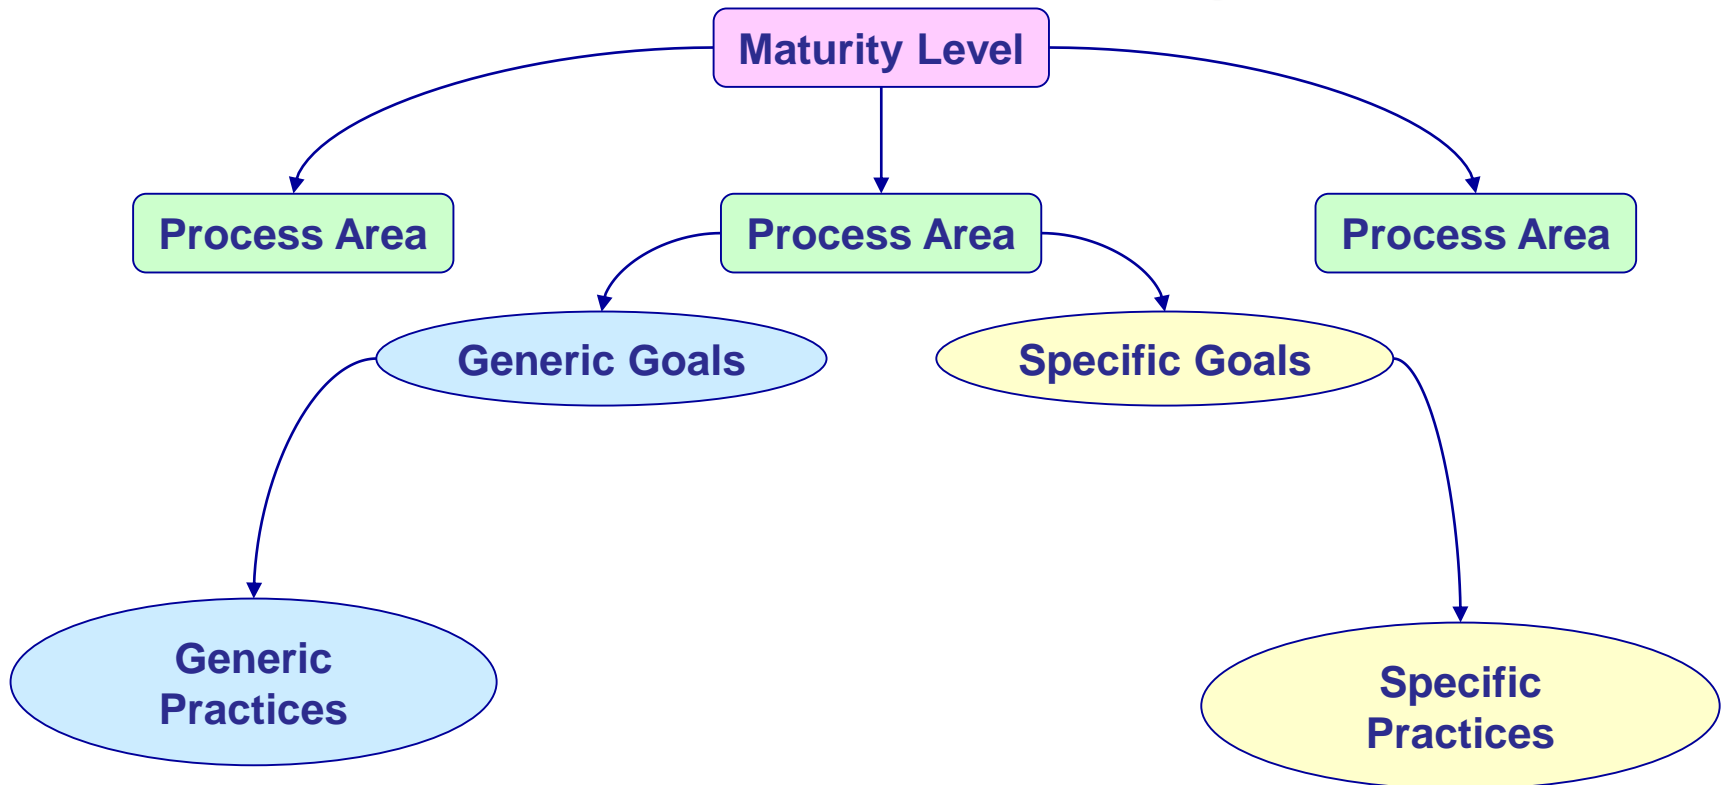 Maturity Level
Process Area
Process Area
Process Area
Generic Goals
Specific Goals
Generic
Practices
Specific
Practices